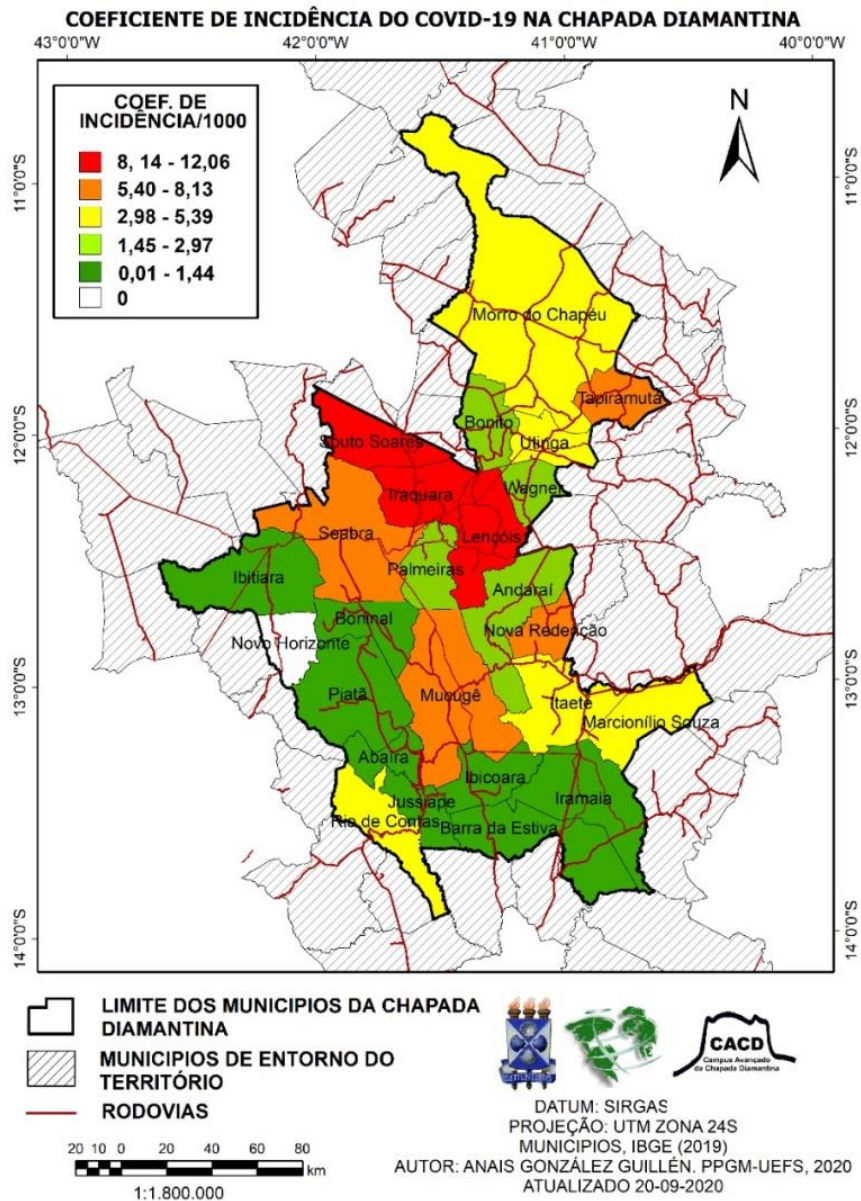 COEFICIENTE DE INCIDÊNCIA DO COVID-19 NA CHAPADA DIAMANTINA
43°0'0"W 42°0'0"W 41°0'0"W 40°0'0"W
COEF. DE
INCIDÊNCIA/1000
8, 14 - 12,06
5,40 - 8,13
2,98 - 5,39
1,45 - 2,97
0,01 - 1,44
0
N
11°0'0"S 11°0'0"S
Morro do Chapéu
Tapiramutá
12°0'0"S 12°0'0"S
Bonito
Utinga
Souto Soares
Wagner
Iraquara
Lençóis
Seabra
Palmeiras
Ibitiara
Andaraí
Boninal
Nova Redenção
Novo Horizonte
13°0'0"S 13°0'0"S
Piatã
Mucugê
Itaetê
Marcionílio Souza
Abaíra
Ibicoara
Jussiape
Iramaia
Rio de Contas
Barra da Estiva
14°0'0"S 14°0'0"S
LIMITE DOS MUNICIPIOS DA CHAPADA
DIAMANTINA
MUNICIPIOS DE ENTORNO DO
TERRITÓRIO
RODOVIAS
CACD
Campus Avançado
da Chapada Diamantina
DATUM: SIRGAS
PROJEÇÃO: UTM ZONA 24S
MUNICIPIOS, IBGE (2019)
AUTOR: ANAIS GONZÁLEZ GUILLÉN. PPGM-UEFS, 2020
ATUALIZADO 20-09-2020
20 10 0 20 40 60 80
km
1:1.800.000